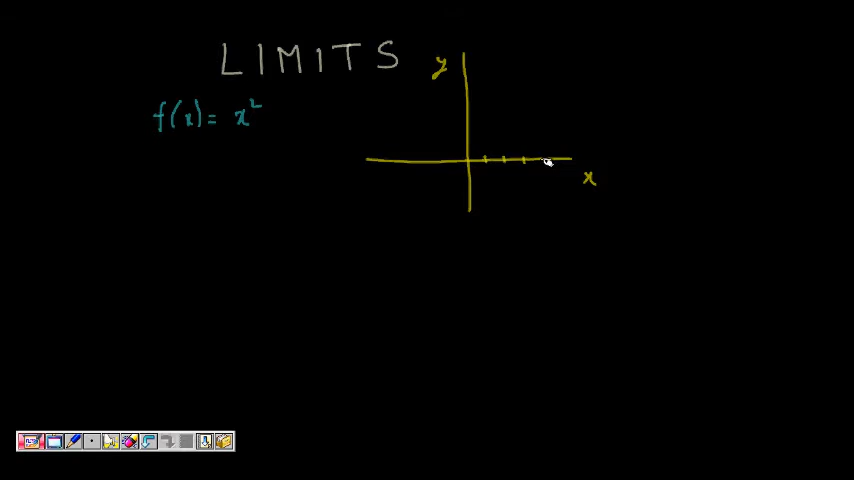 LIMITS
y
f(x) = x²
x